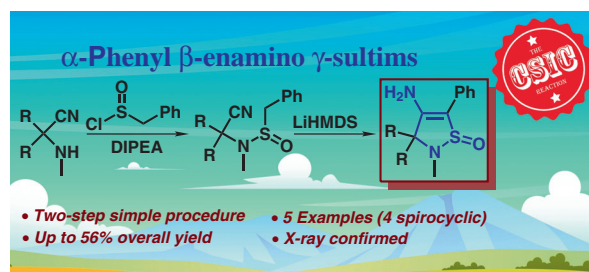 α-Phenyl β-enamino γ-sultims
THE
CSIC
REACTION
R
R
CN
NH
O
S
Cl
Ph
DIPEA
R
R
CN
N
S
O
Ph
LiHMDS
H₂N
Ph
R
R
N
S
O
• Two-step simple procedure
• Up to 56% overall yield
• 5 Examples (4 spirocyclic)
• X-ray confirmed